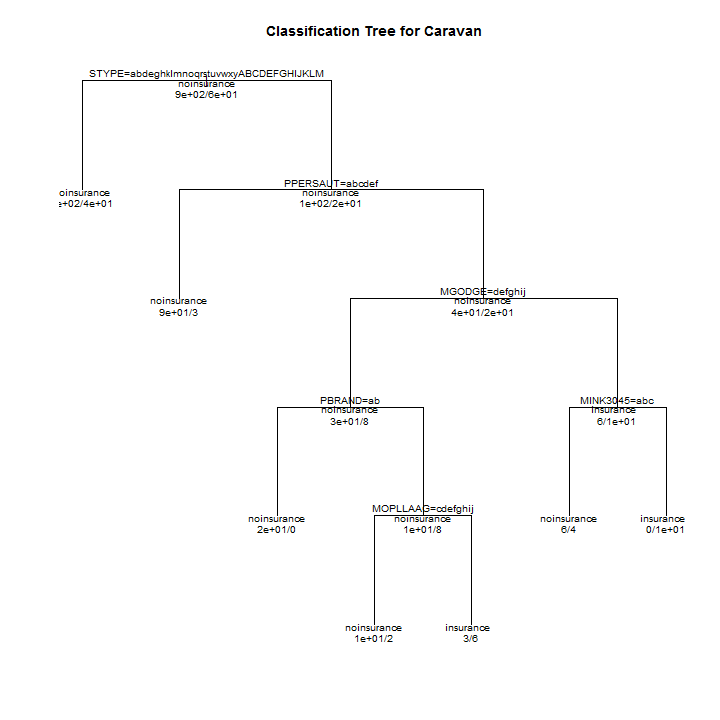 Classification Tree for Caravan
STYPE=abdeghklmnoqrstuvwxyABCDEFGHIJKLM
noinsurance
9e+02/6e+01
PPERSAUT=abcdef
oinsurance
noinsurance
e+02/4e+01
1e+02/2e+01
MGODGE=defghij
noinsurance
noinsurance
9e+01/3
4e+01/2e+01
PBRAND=ab
MINK3045=abc
noinsurance
insurance
3e+01/8
6/1e+01
MOPLLAAG=cdefghij
noinsurance
noinsurance
noinsurance
insurance
2e+01/0
1e+01/8
6/4
0/1e+01
noinsurance
insurance
1e+01/2
3/6